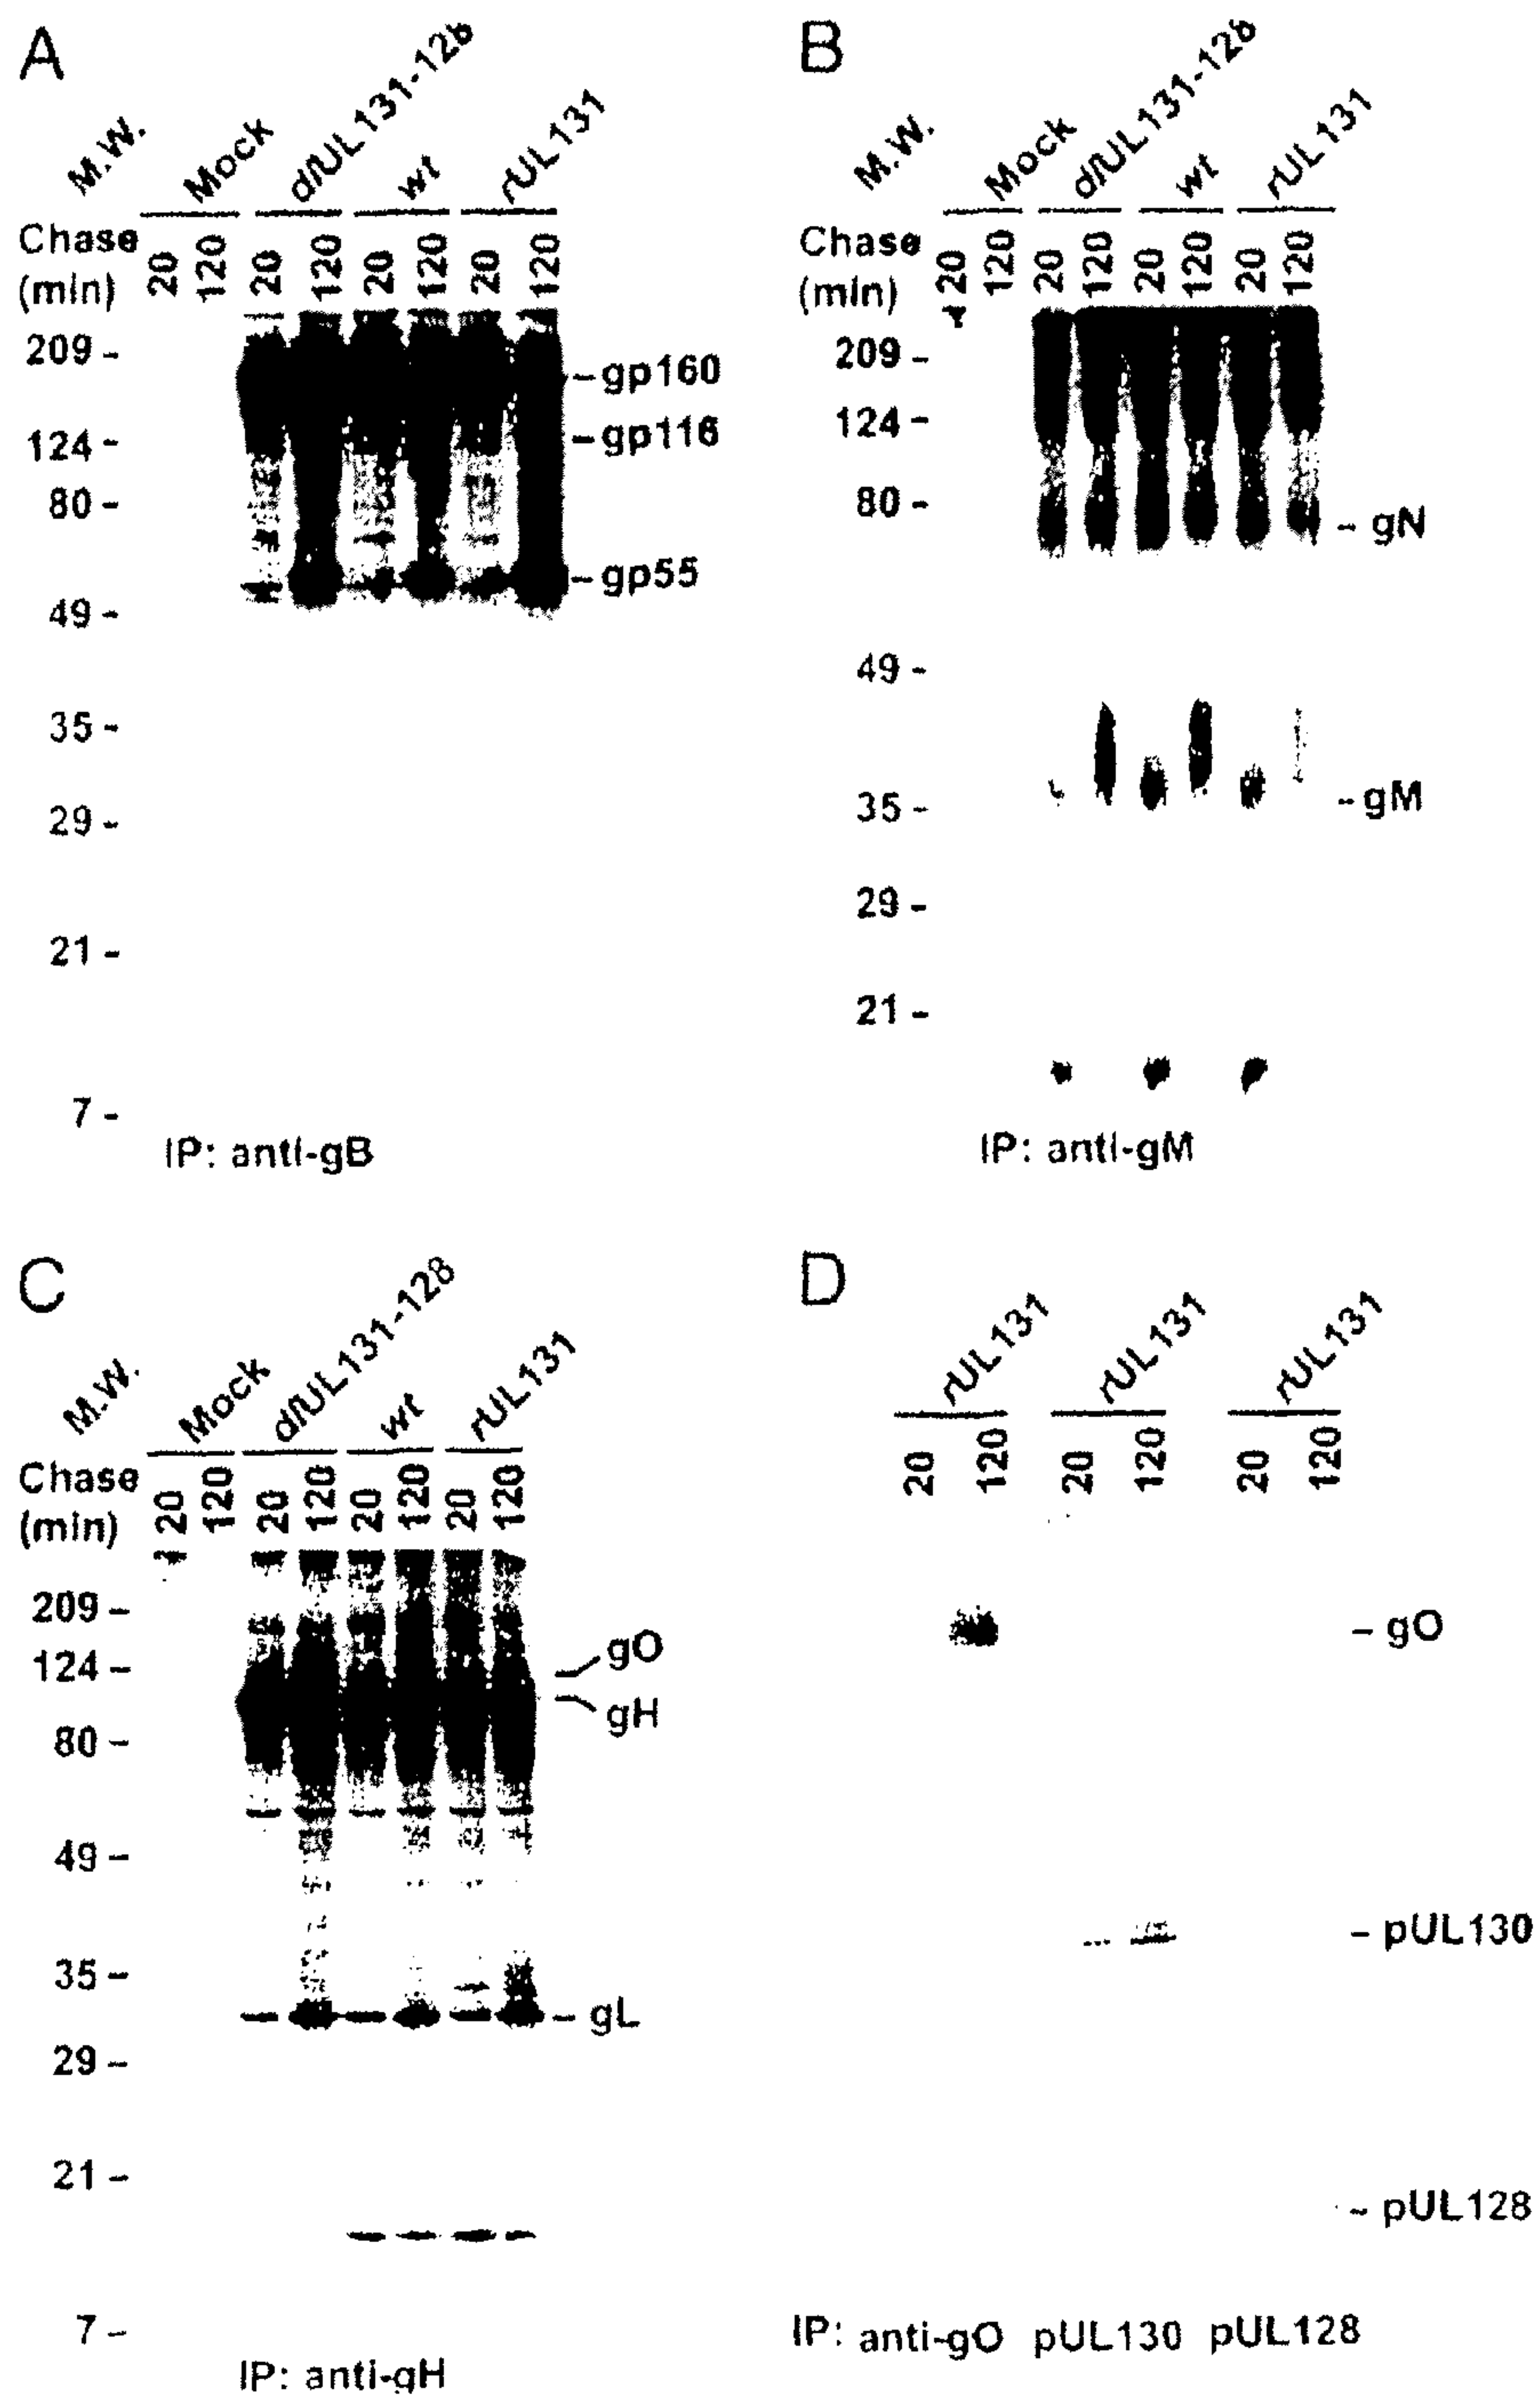 A
M.W.
Mock
dlUL131-128
wt
rUL131
Chase
(min)
20
120
20
120
20
120
20
120
209 -
124 -
80 -
49 -
35 -
29 -
21 -
7 -
-gp160
-gp116
-gp55
IP: anti-gB
B
M.W.
Mock
dlUL131-128
wt
rUL131
Chase
(min)
20
120
20
120
20
120
20
120
209 -
124 -
80 -
49 -
35 -
29 -
21 -
- gN
-gM
IP: anti-gM
C
M.W.
Mock
dlUL131-128
wt
rUL131
Chase
(min)
20
120
20
120
20
120
20
120
209 -
124 -
80 -
49 -
35 -
29 -
21 -
7 -
gO
gH
- gL
IP: anti-gH
D
rUL131
rUL131
rUL131
20
120
20
120
20
120
- gO
- pUL130
- pUL128
IP: anti-gO pUL130 pUL128